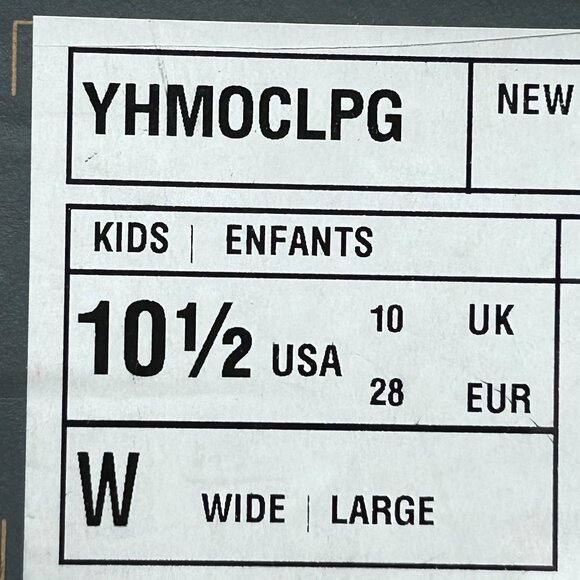 YHMOCLPG NEW
KIDS | ENFANTS
10½ USA 10 UK
28 EUR
W WIDE | LARGE